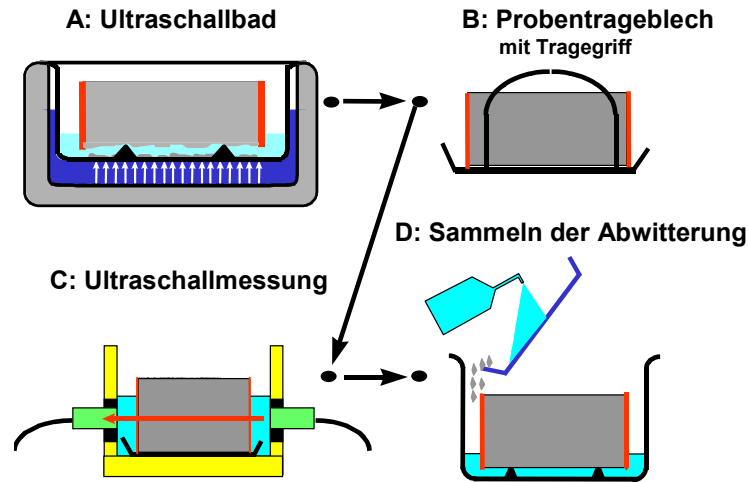 A: Ultraschallbad
B: Probentrageblech
mit Tragegriff
C: Ultraschallmessung
D: Sammeln der Abwitterung